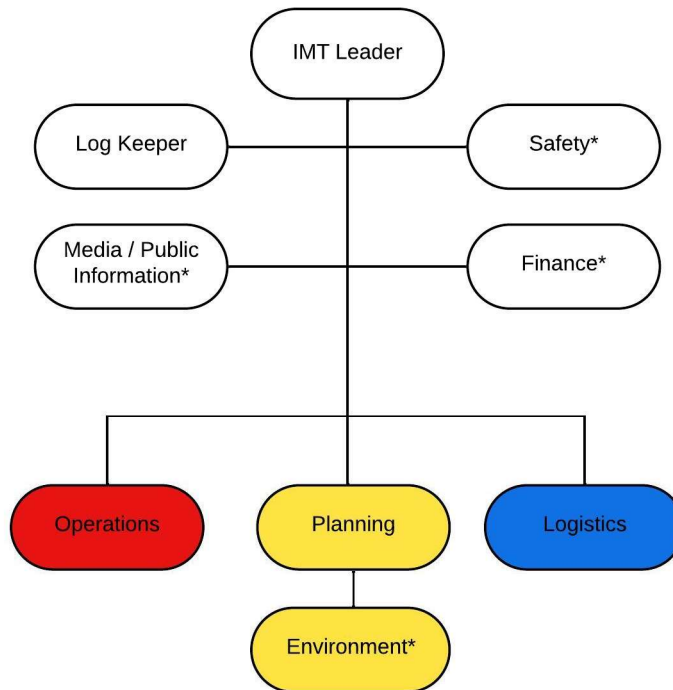 IMT Leader
Log Keeper
Safety*
Media / Public
Information*
Finance*
Operations
Planning
Logistics
Environment*